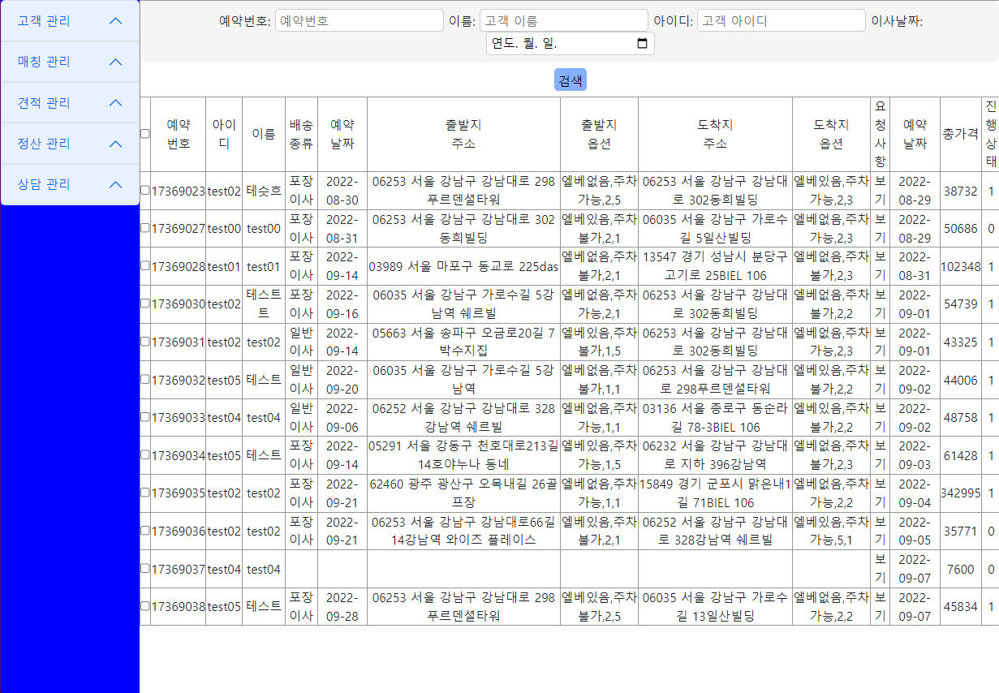 고객 관리
매칭 관리
견적 관리
정산 관리
상담 관리
예약번호: 예약번호 이름: 고객 이름 아이디: 고객 아이디 이사날짜:
연도. 월. 일.
검색
예약번호 아이디 이름 배송종류 예약날짜 출발지주소 출발지옵션 도착지주소 도착지옵션 요청사항 예약날짜 총가격 진행상태
17369023 test02 테슷흐 포장이사 2022-08-30 06253 서울 강남구 강남대로 298푸르덴셜타워 엘베없음,주차가능,2,5 06253 서울 강남구 강남대로 302동희빌딩 엘베있음,주차가능,2,3 보기 2022-08-29 38732 1
17369027 test00 test00 포장이사 2022-08-31 06253 서울 강남구 강남대로 302동희빌딩 엘베있음,주차불가,2,1 06035 서울 강남구 가로수길 5일산빌딩 엘베없음,주차가능,2,3 보기 2022-08-29 50686 0
17369028 test01 test01 포장이사 2022-09-14 03989 서울 마포구 동교로 225das 엘베없음,주차불가,2,1 13547 경기 성남시 분당구 고기로 25BIEL 106 엘베없음,주차불가,2,3 보기 2022-08-31 102348 1
17369030 test02 테스트트 포장이사 2022-09-16 06035 서울 강남구 가로수길 5강남역 쉐르빌 엘베없음,주차가능,2,1 06253 서울 강남구 강남대로 302동희빌딩 엘베없음,주차불가,2,2 보기 2022-09-01 54739 1
17369031 test02 test02 일반이사 2022-09-14 05663 서울 송파구 오금로20길 7박수지집 엘베있음,주차불가,1,5 06253 서울 강남구 강남대로 302동희빌딩 엘베없음,주차가능,2,3 보기 2022-09-01 43325 1
17369032 test05 테스트 일반이사 2022-09-20 06035 서울 강남구 가로수길 5강남역 엘베없음,주차불가,1,1 06253 서울 강남구 강남대로 298푸르덴셜타워 엘베있음,주차불가,2,2 보기 2022-09-02 44006 1
17369033 test04 test04 일반이사 2022-09-06 06252 서울 강남구 강남대로 328강남역 쉐르빌 엘베없음,주차가능,1,1 03136 서울 종로구 동순라길 78-3BIEL 106 엘베있음,주차불가,2,2 보기 2022-09-02 48758 1
17369034 test05 테스트 포장이사 2022-09-14 05291 서울 강동구 천호대로213길 14호야누나 동네 엘베있음,주차가능,1,5 06232 서울 강남구 강남대로 지하 396강남역 엘베없음,주차불가,2,3 보기 2022-09-03 61428 1
17369035 test02 test02 포장이사 2022-09-21 62460 광주 광산구 오목내길 26골프장 엘베없음,주차가능,1,1 15849 경기 군포시 맑은내1길 71BIEL 106 엘베없음,주차가능,2,2 보기 2022-09-04 342995 1
17369036 test02 test02 포장이사 2022-09-21 06253 서울 강남구 강남대로66길 14강남역 와이즈 플레이스 엘베없음,주차불가,2,1 06252 서울 강남구 강남대로 328강남역 쉐르빌 엘베없음,주차가능,5,1 보기 2022-09-05 35771 0
17369037 test04 test04 보기 2022-09-07 7600 0
17369038 test05 테스트 포장이사 2022-09-28 06253 서울 강남구 강남대로 298푸르덴셜타워 엘베있음,주차불가,2,5 06035 서울 강남구 가로수길 13일산빌딩 엘베없음,주차가능,2,2 보기 2022-09-07 45834 1